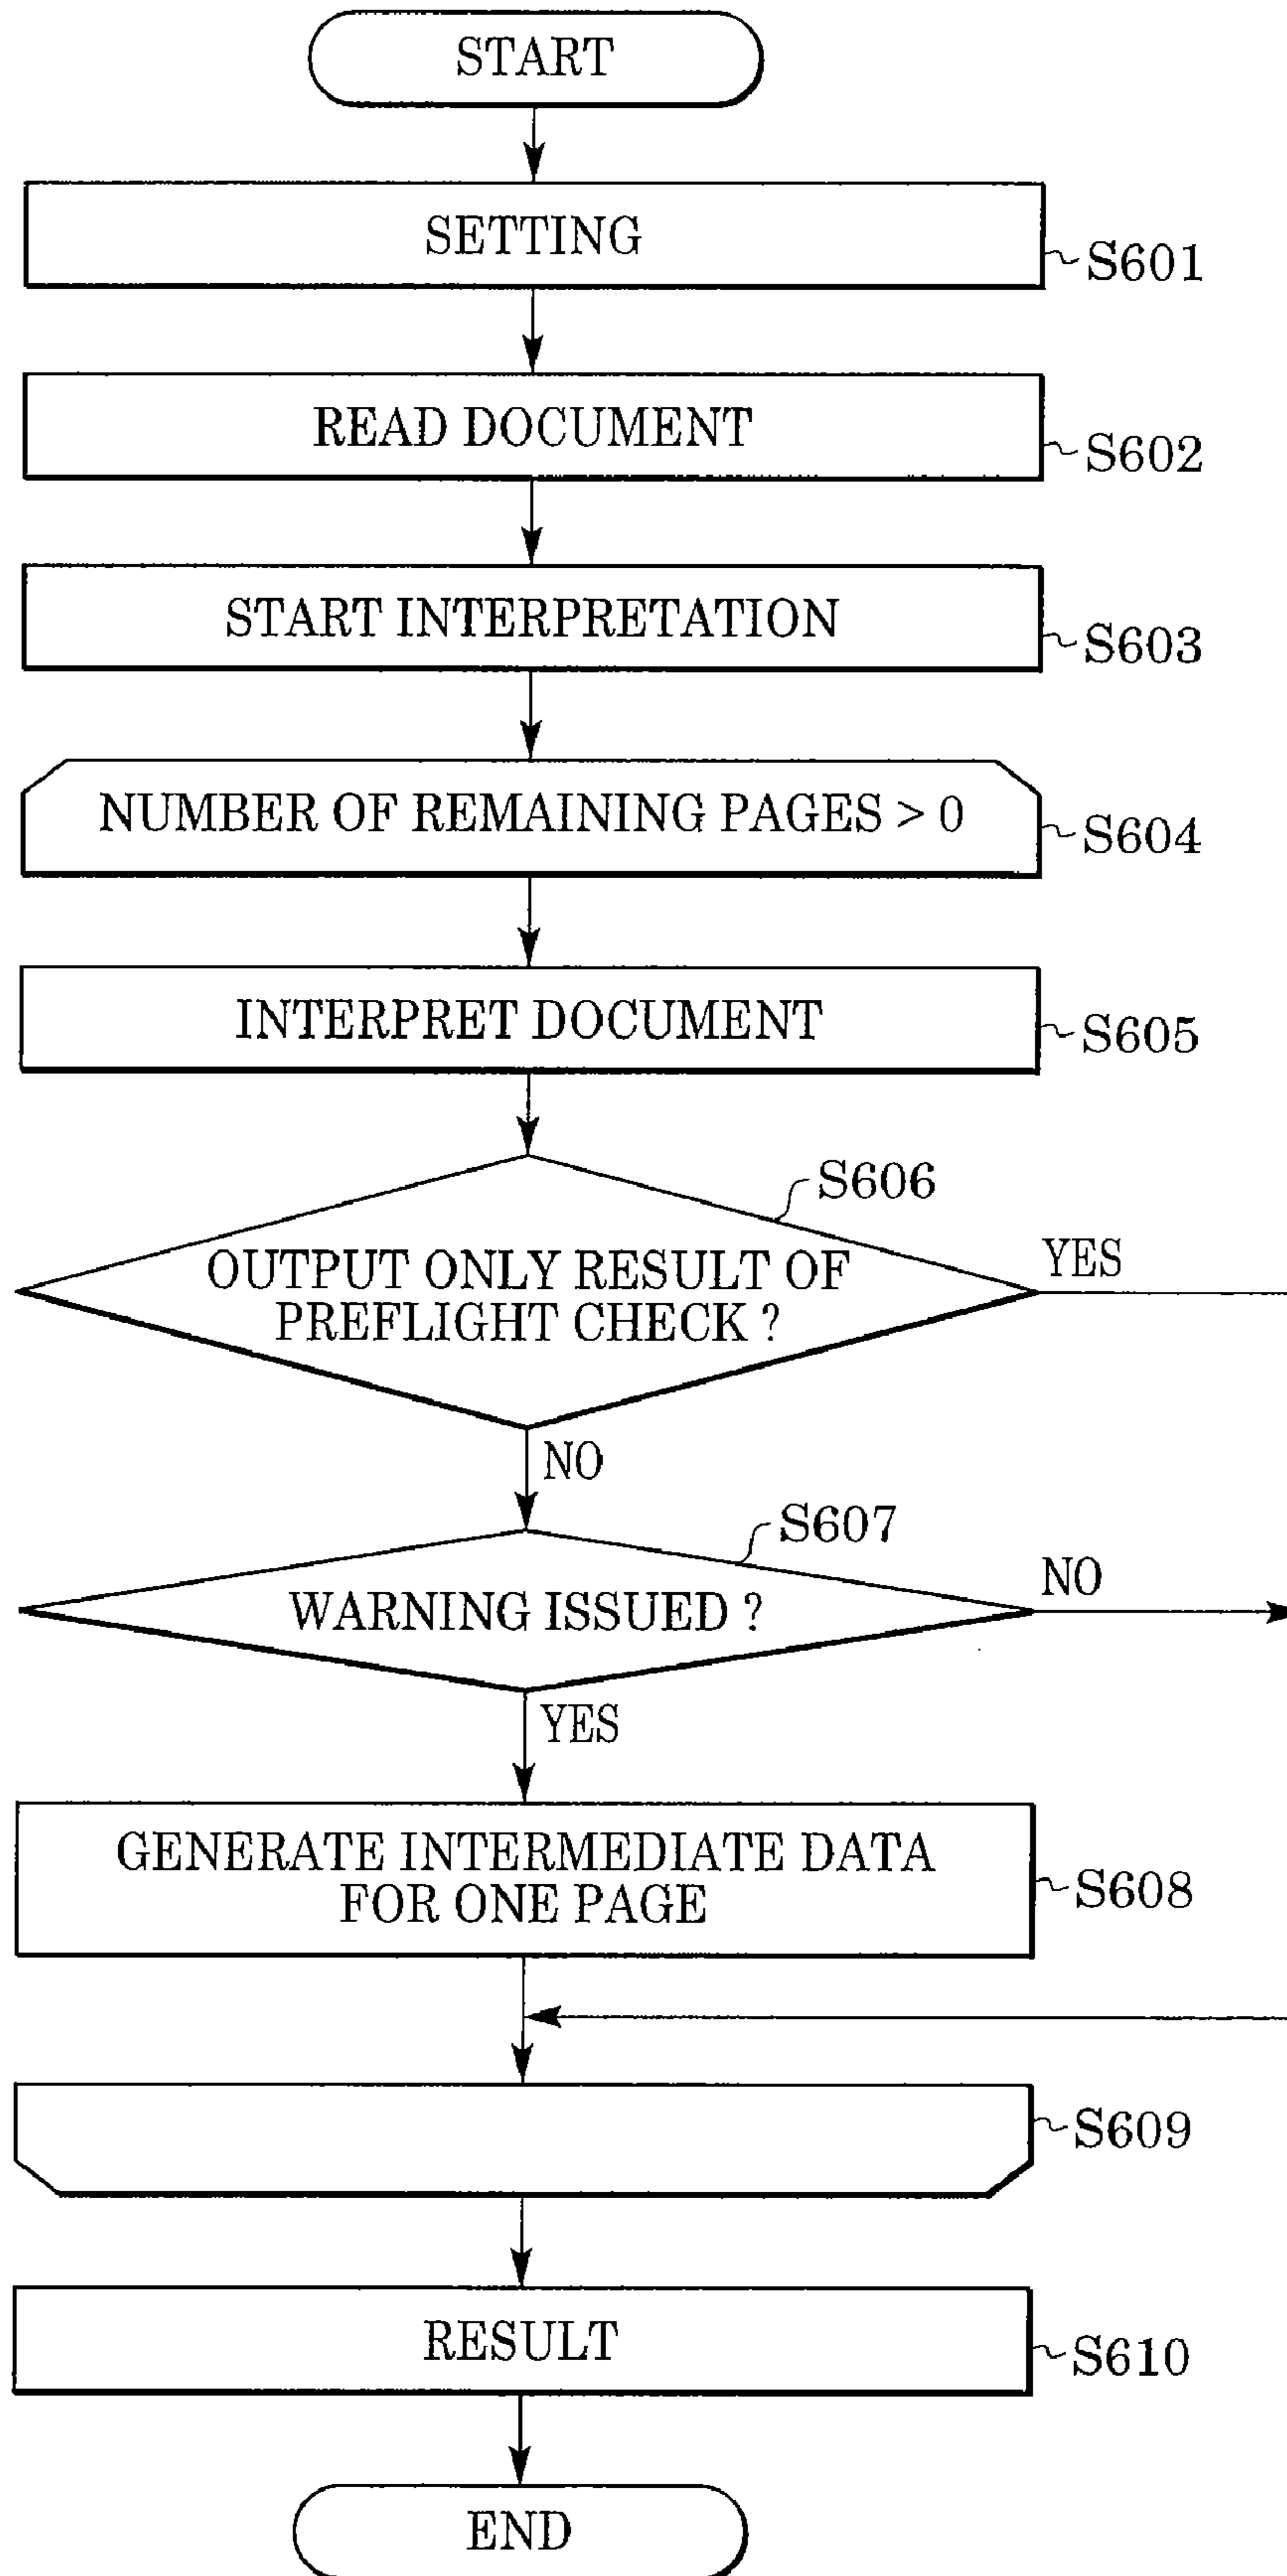 START
SETTING
S601
READ DOCUMENT
S602
START INTERPRETATION
S603
NUMBER OF REMAINING PAGES > 0
S604
INTERPRET DOCUMENT
S605
S606
OUTPUT ONLY RESULT OF
PREFLIGHT CHECK ?
YES
NO
S607
WARNING ISSUED ?
NO
YES
GENERATE INTERMEDIATE DATA
FOR ONE PAGE
S608
S609
RESULT
S610
END